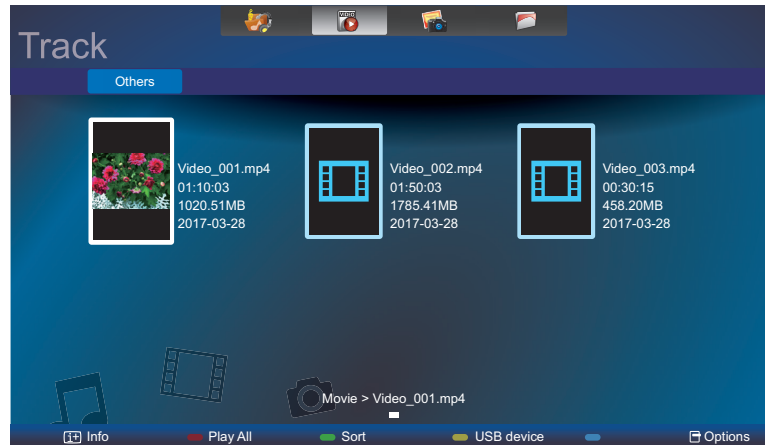 VIDEO
Track
Others
Video_001.mp4
01:10:03
1020.51MB
2017-03-28
Video_002.mp4
01:50:03
1785.41MB
2017-03-28
Video_003.mp4
00:30:15
458.20MB
2017-03-28
Movie > Video_001.mp4
i+ Info
Play All
Sort
USB device
Options